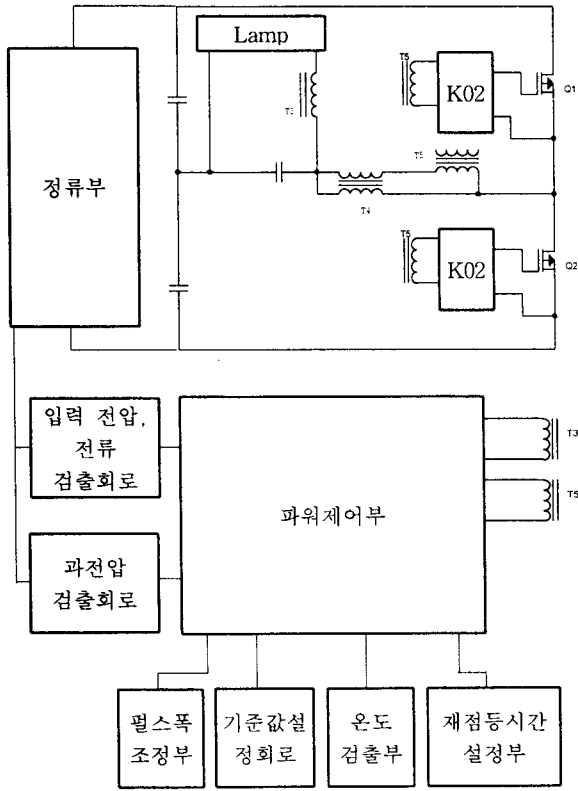 Lamp
T5
K02
Q1
T3
정류부
T5
T4
T5
K02
Q2
입력 전압,
전류
검출회로
파워제어부
T3
T5
과전압
검출회로
펄스폭
조정부
기준값설
정회로
온도
검출부
재점등시간
설정부